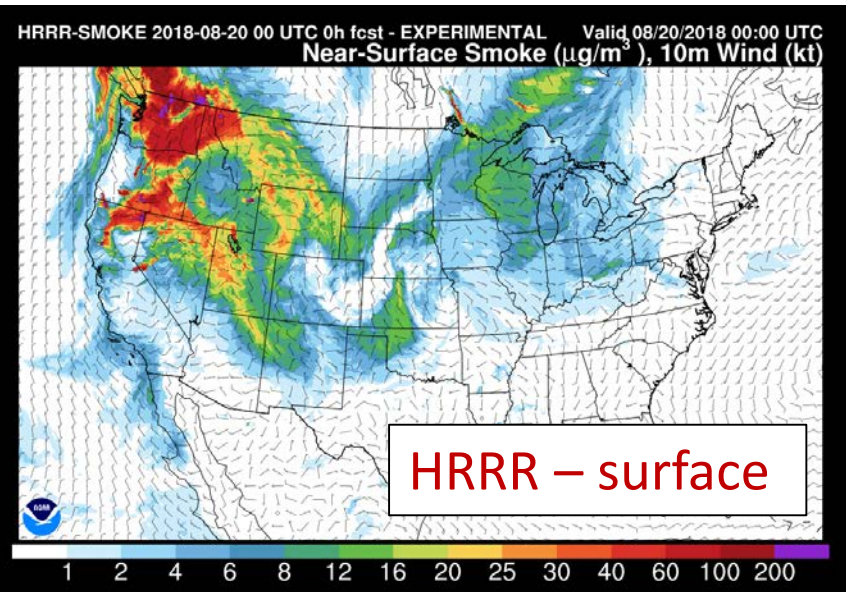 HRRR-SMOKE 2018-08-20 00 UTC 0h fcst - EXPERIMENTAL Valid 08/20/2018 00:00 UTC
Near-Surface Smoke (μg/m³ ), 10m Wind (kt)
HRRR – surface
NOAA
1 2 4 6 8 12 16 20 25 30 40 60 100 200